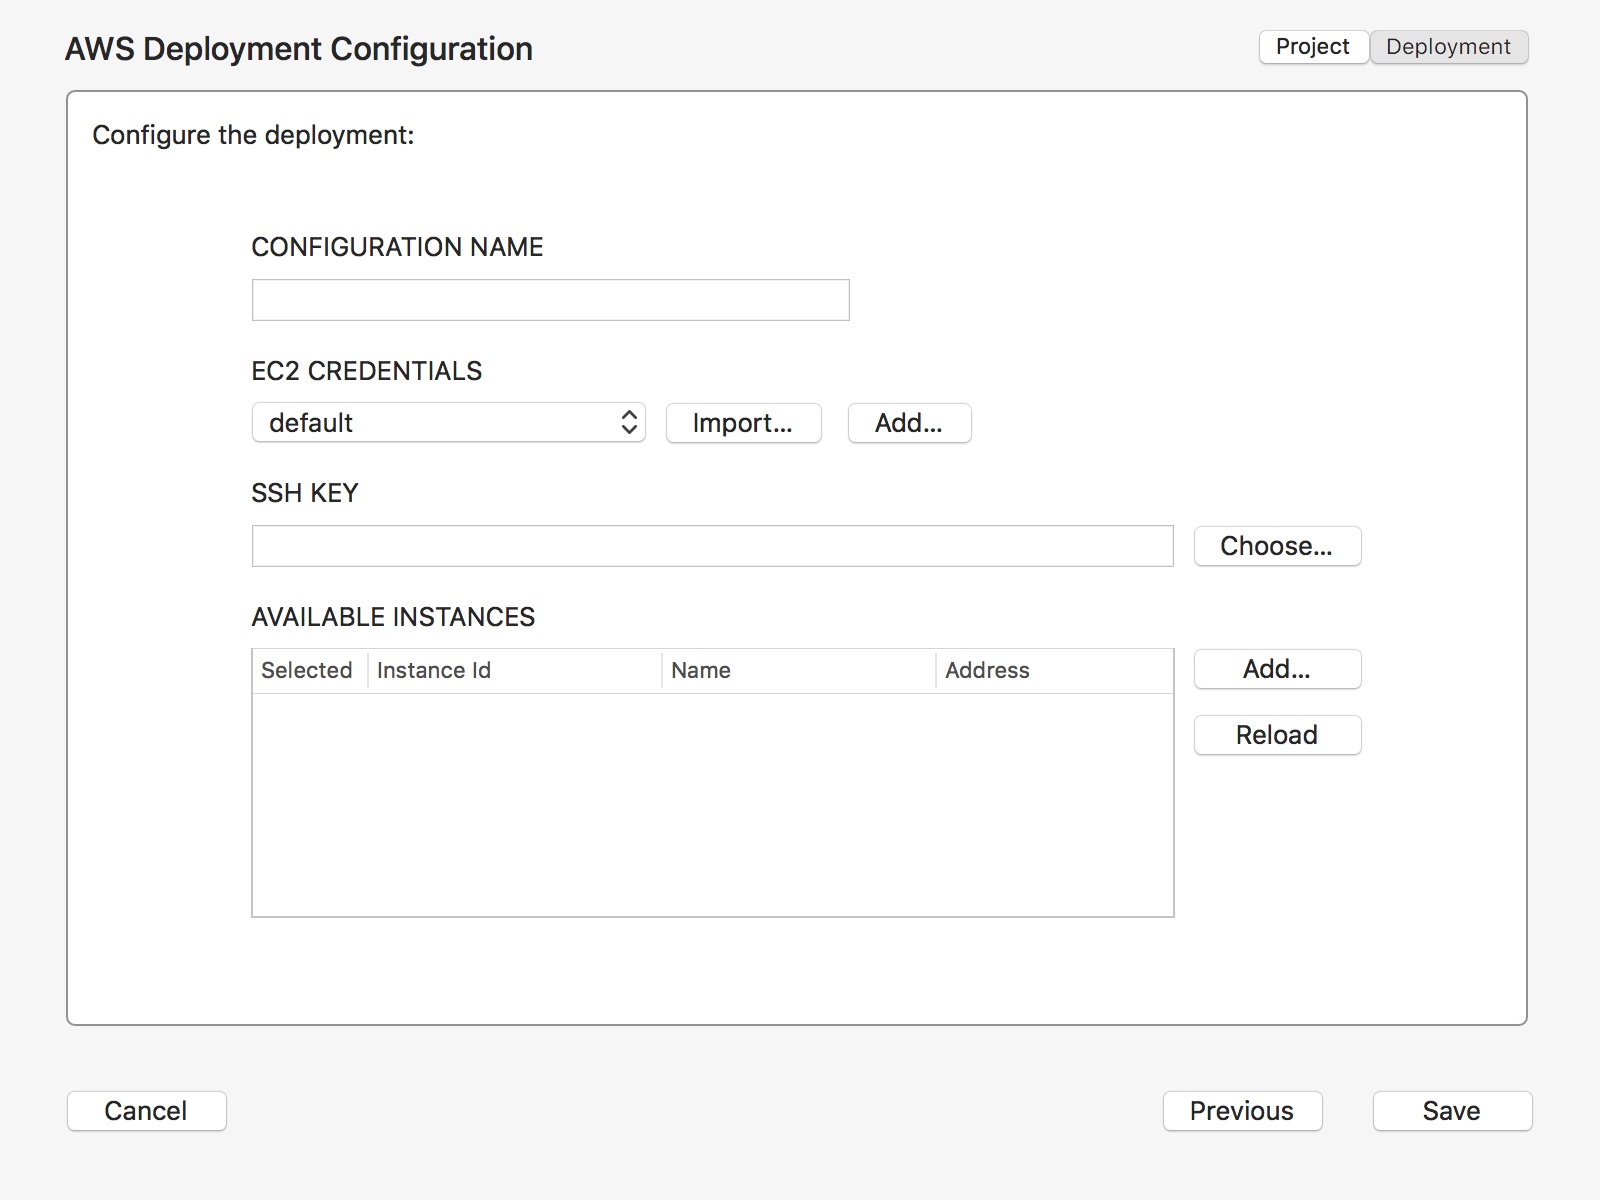 AWS Deployment Configuration
Project Deployment
Configure the deployment:
CONFIGURATION NAME
EC2 CREDENTIALS
default Import... Add...
SSH KEY
Choose...
AVAILABLE INSTANCES
Selected Instance Id Name Address
Add...
Reload
Cancel Previous Save